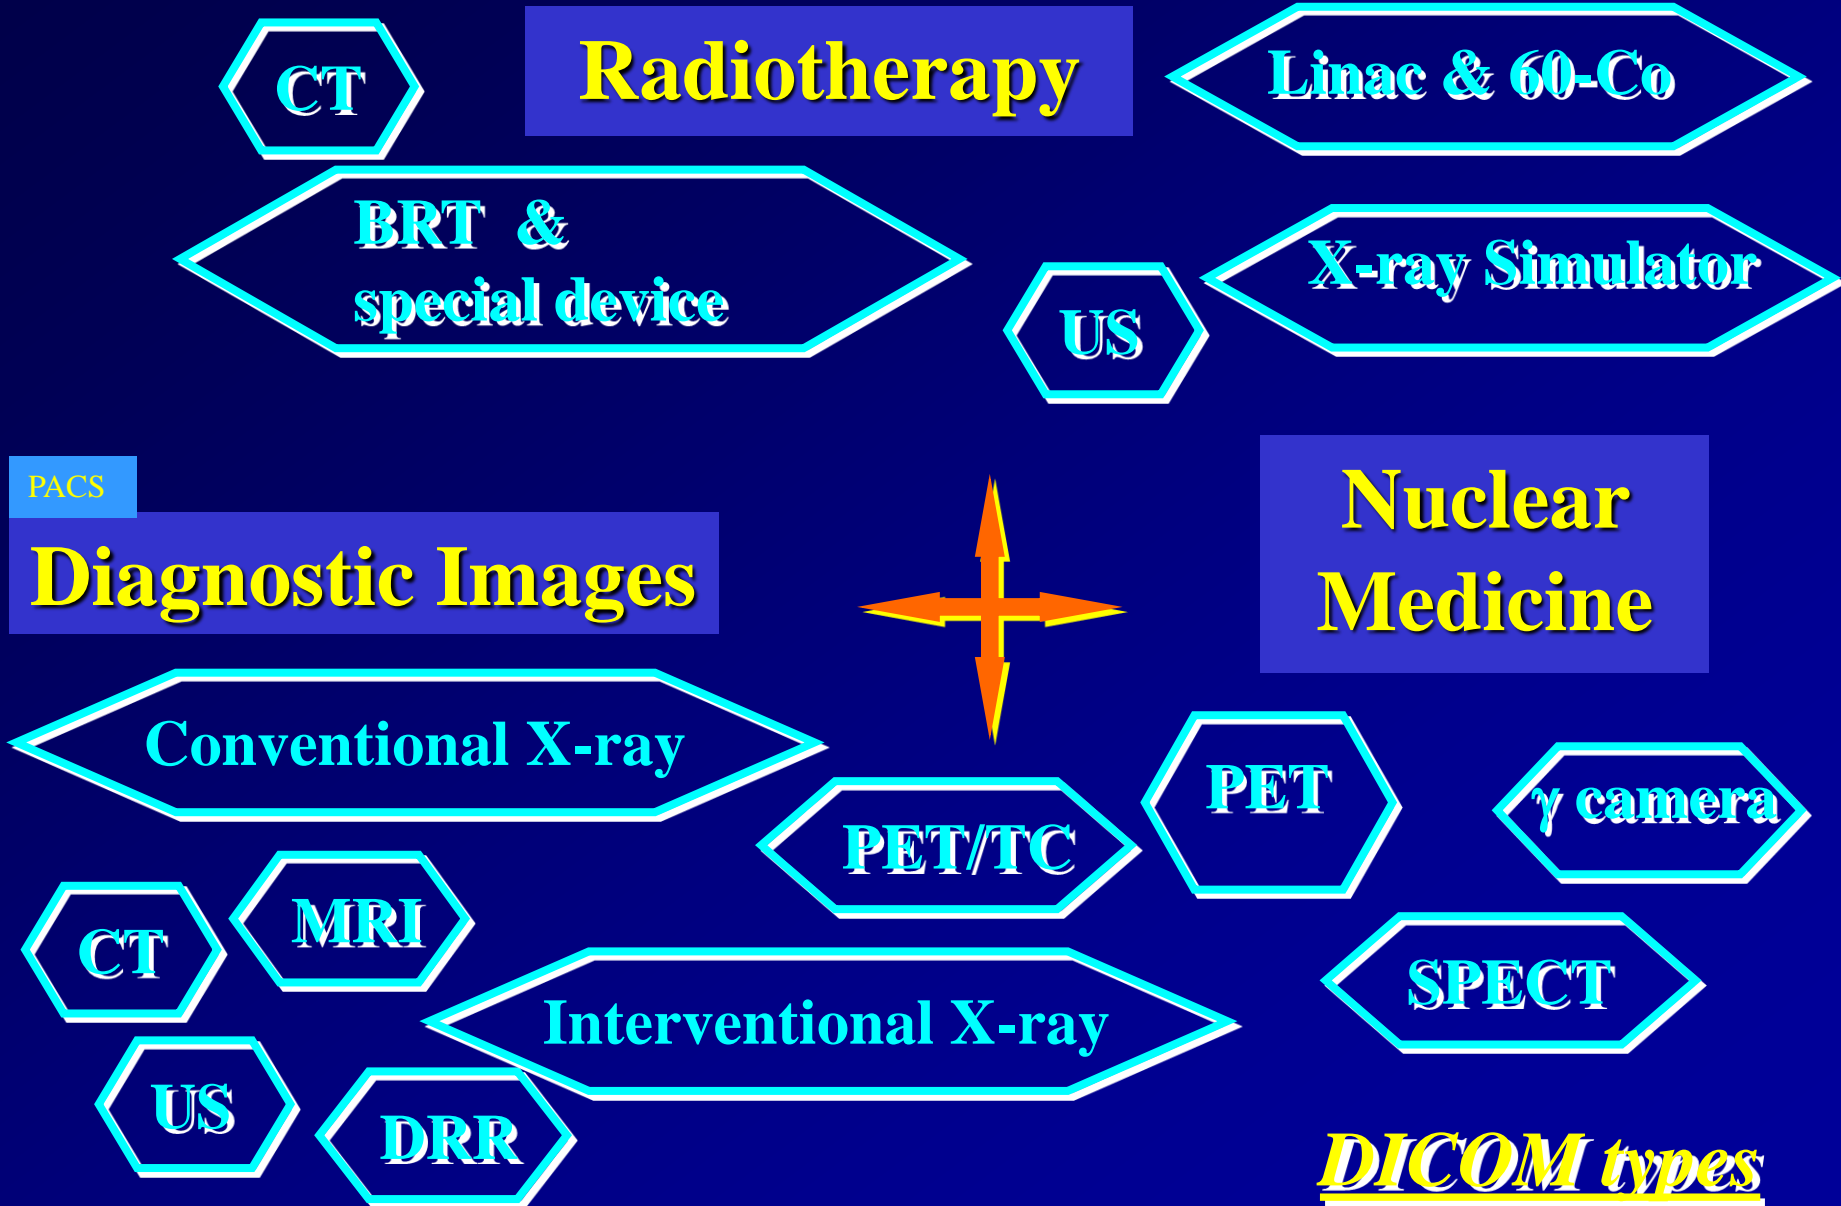 CT
Radiotherapy
Linac & 60-Co
BRT &
special device
X-ray Simulator
US
PACS
Diagnostic Images
Nuclear
Medicine
Conventional X-ray
PET
γ camera
PET/TC
MRI
CT
SPECT
Interventional X-ray
US
DRR
DICOM types